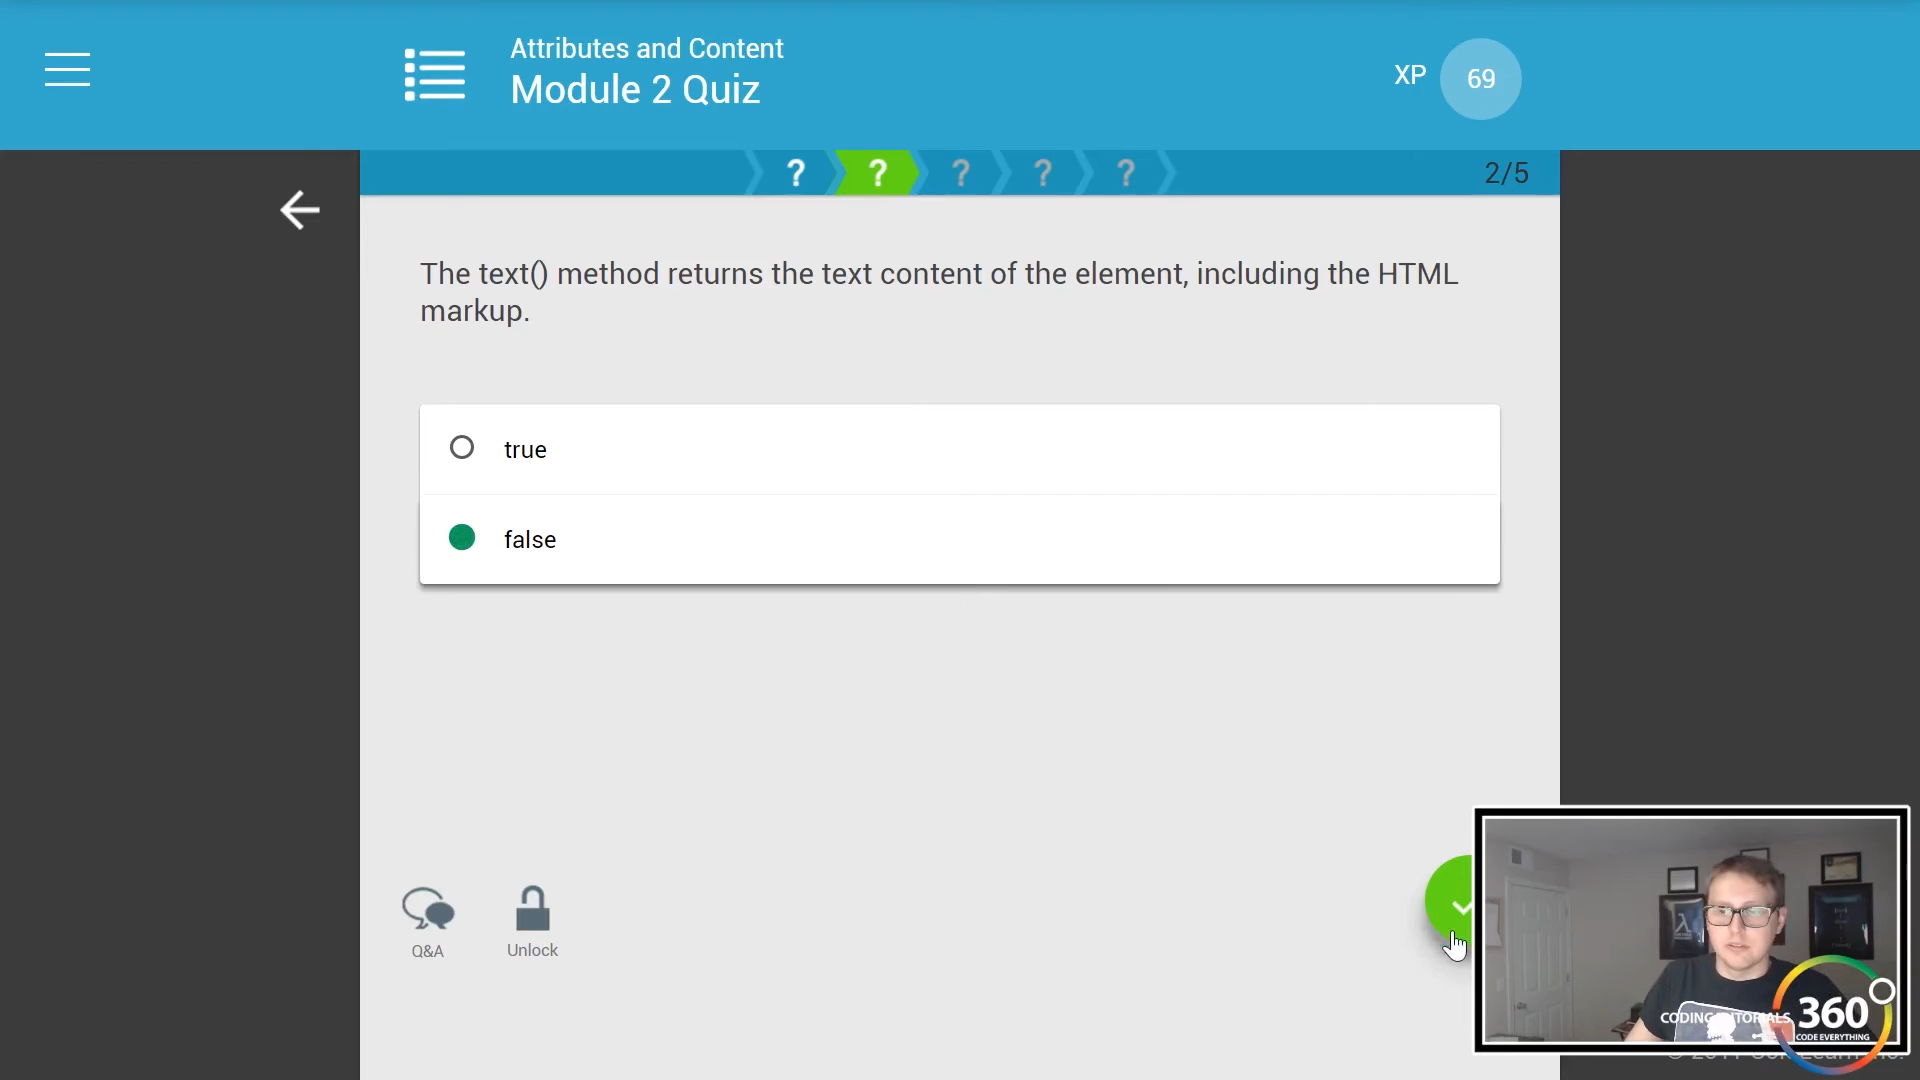 Attributes and Content
Module 2 Quiz
XP 69
? ? ? ? ?
2/5
The text() method returns the text content of the element, including the HTML
markup.
true
false
Q&A
Unlock
360
CODE EVERYTHING